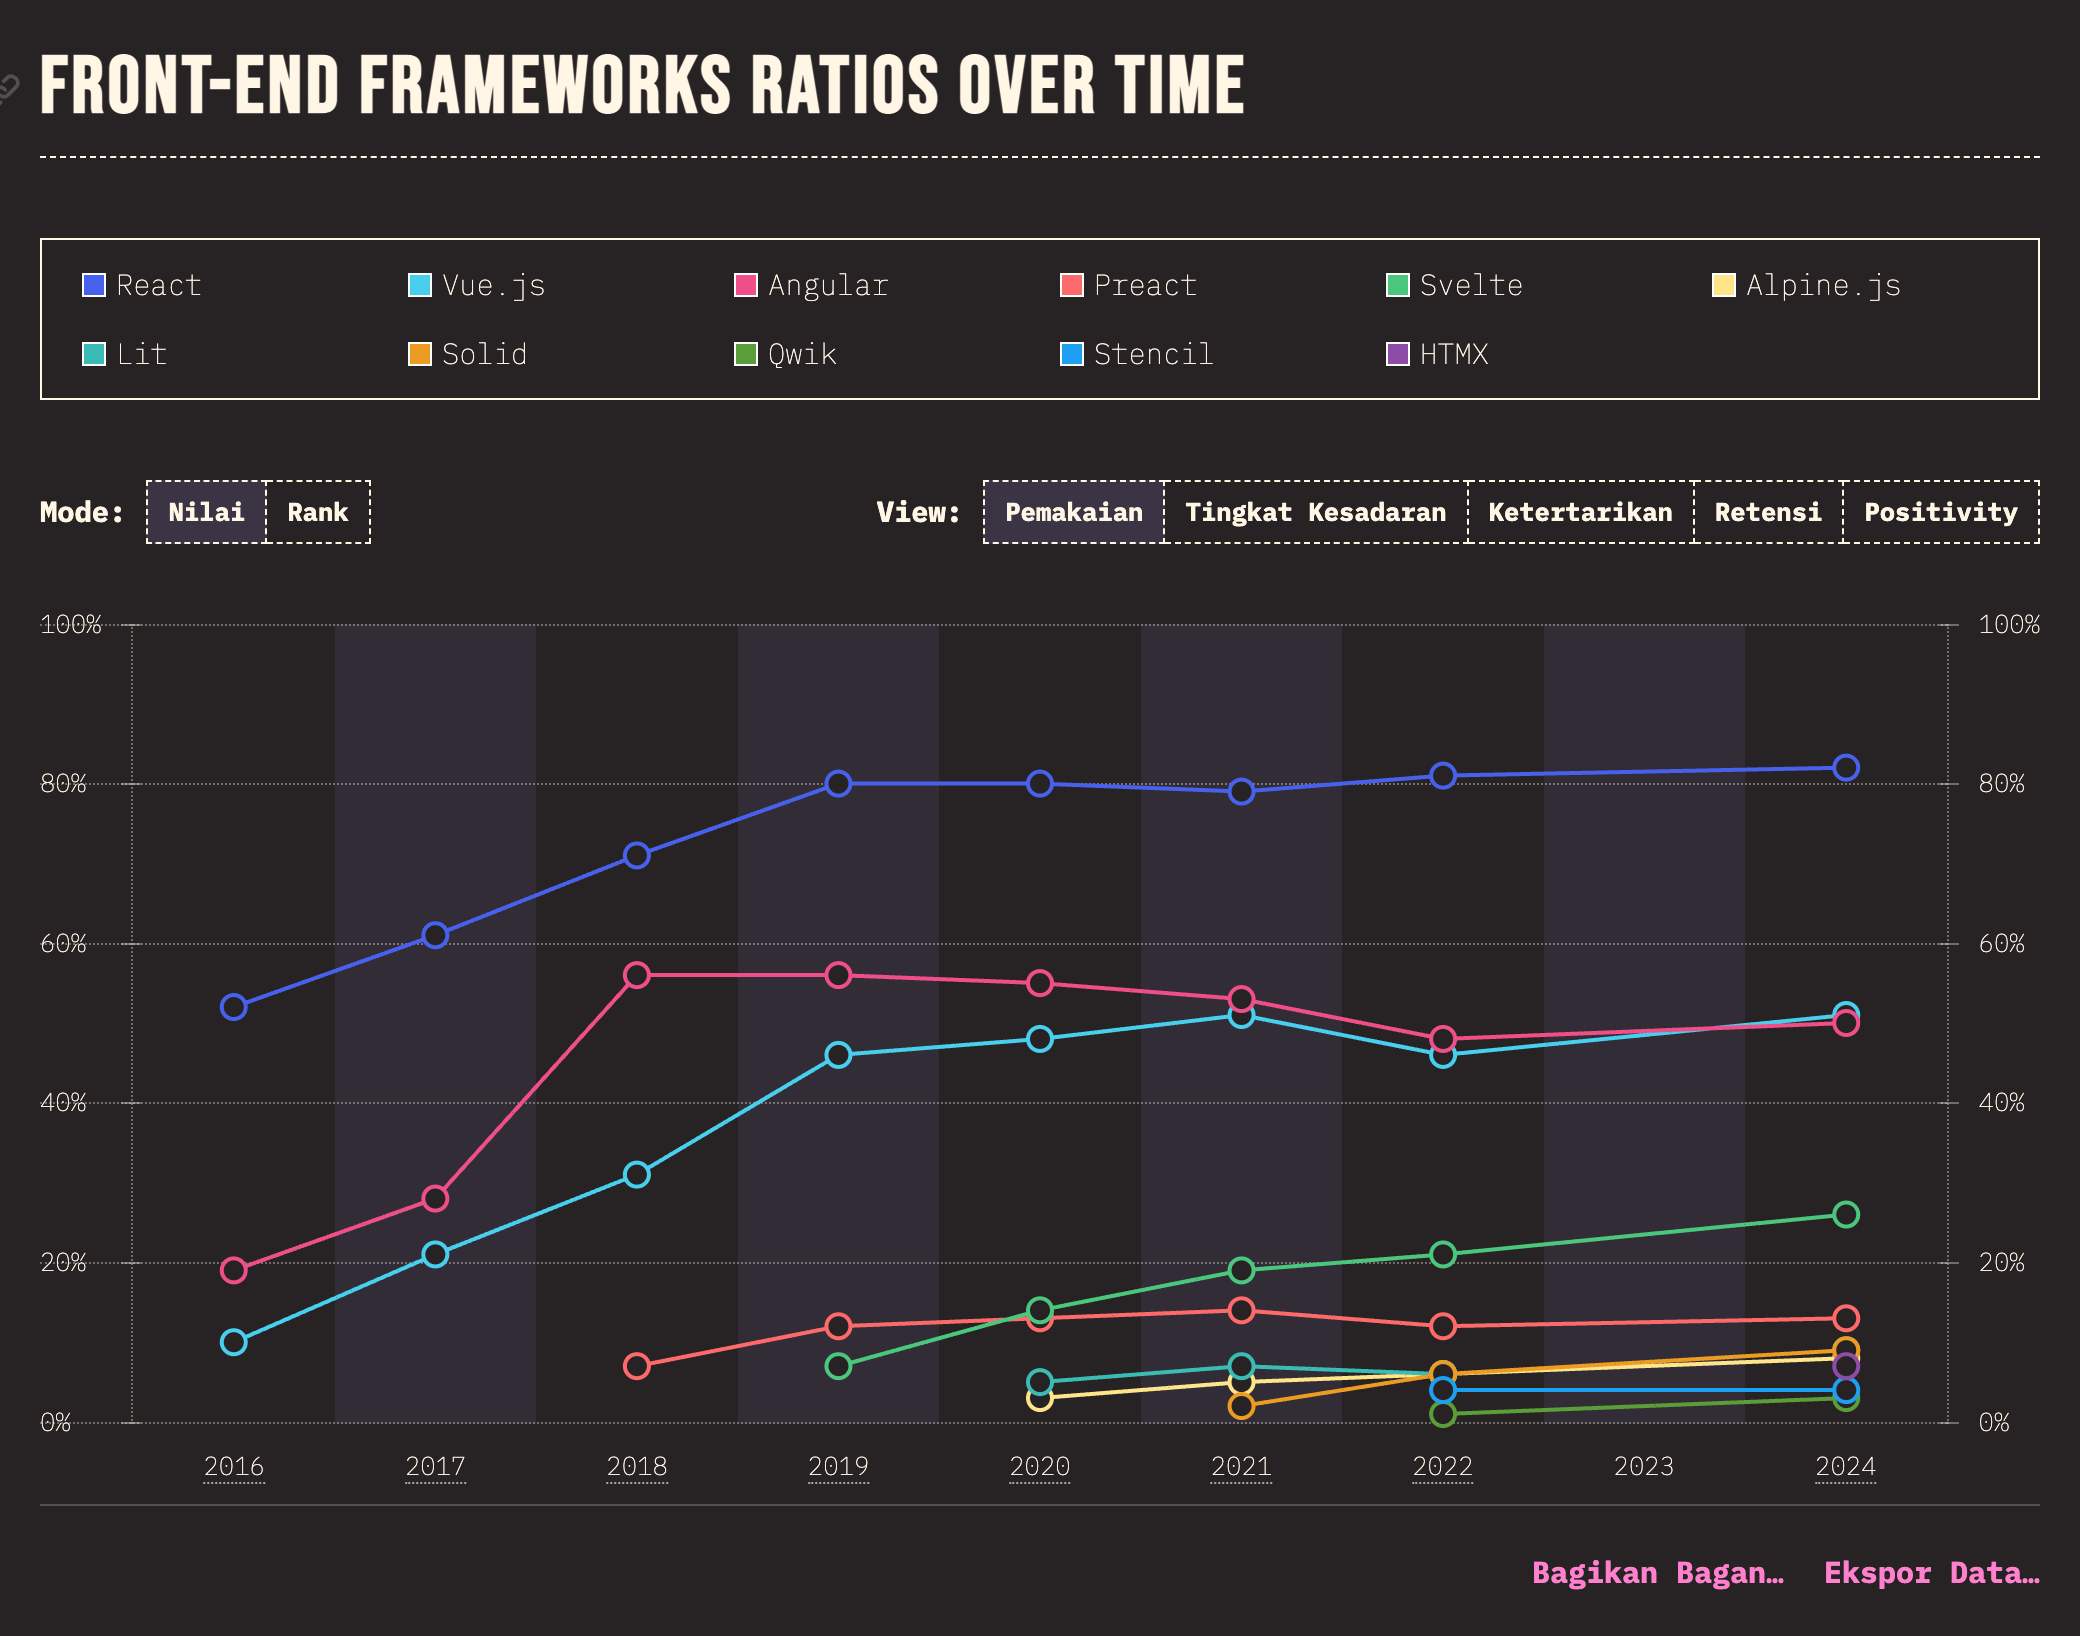 FRONT-END FRAMEWORKS RATIOS OVER TIME
React Vue.js Angular Preact Svelte Alpine.js
Lit Solid Qwik Stencil HTMX
Mode: Nilai Rank View: Pemakaian Tingkat Kesadaran Ketertarikan Retensi Positivity
100% 100%
80% 80%
60% 60%
40% 40%
20% 20%
0% 0%
2016 2017 2018 2019 2020 2021 2022 2023 2024
Bagikan Bagan… Ekspor Data…